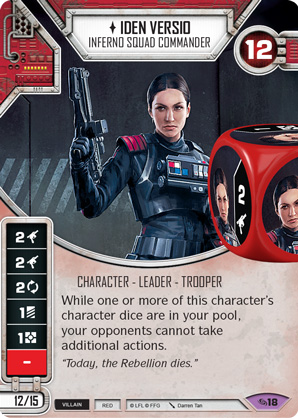 IDEN VERSIO
INFERNO SQUAD COMMANDER
12
2
2
2
1
1
–
2
CHARACTER - LEADER - TROOPER
While one or more of this character's
character dice are in your pool,
your opponents cannot take
additional actions.
“Today, the Rebellion dies.”
12/15
VILLAIN
RED
© LFL © FFG
Darren Tan
18